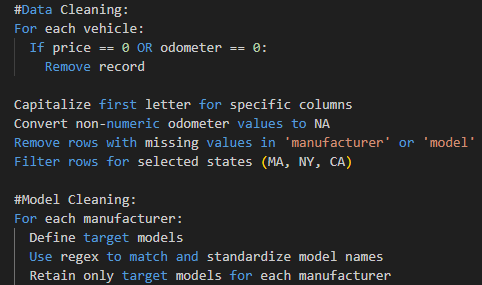 #Data Cleaning:
For each vehicle:
If price == 0 OR odometer == 0:
Remove record
Capitalize first letter for specific columns
Convert non-numeric odometer values to NA
Remove rows with missing values in 'manufacturer' or 'model'
Filter rows for selected states (MA, NY, CA)
#Model Cleaning:
For each manufacturer:
Define target models
Use regex to match and standardize model names
Retain only target models for each manufacturer